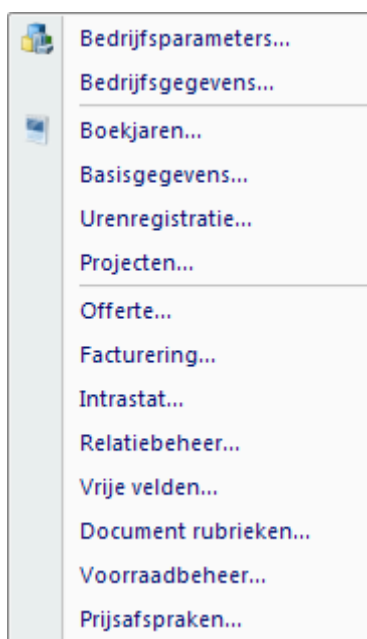 Bedrijfsparameters...
Bedrijfsgegevens...
Boekjaren...
Basisgegevens...
Urenregistratie...
Projecten...
Offerte...
Facturering...
Intrastat...
Relatiebeheer...
Vrije velden...
Document rubrieken...
Voorraadbeheer...
Prijsafspraken...